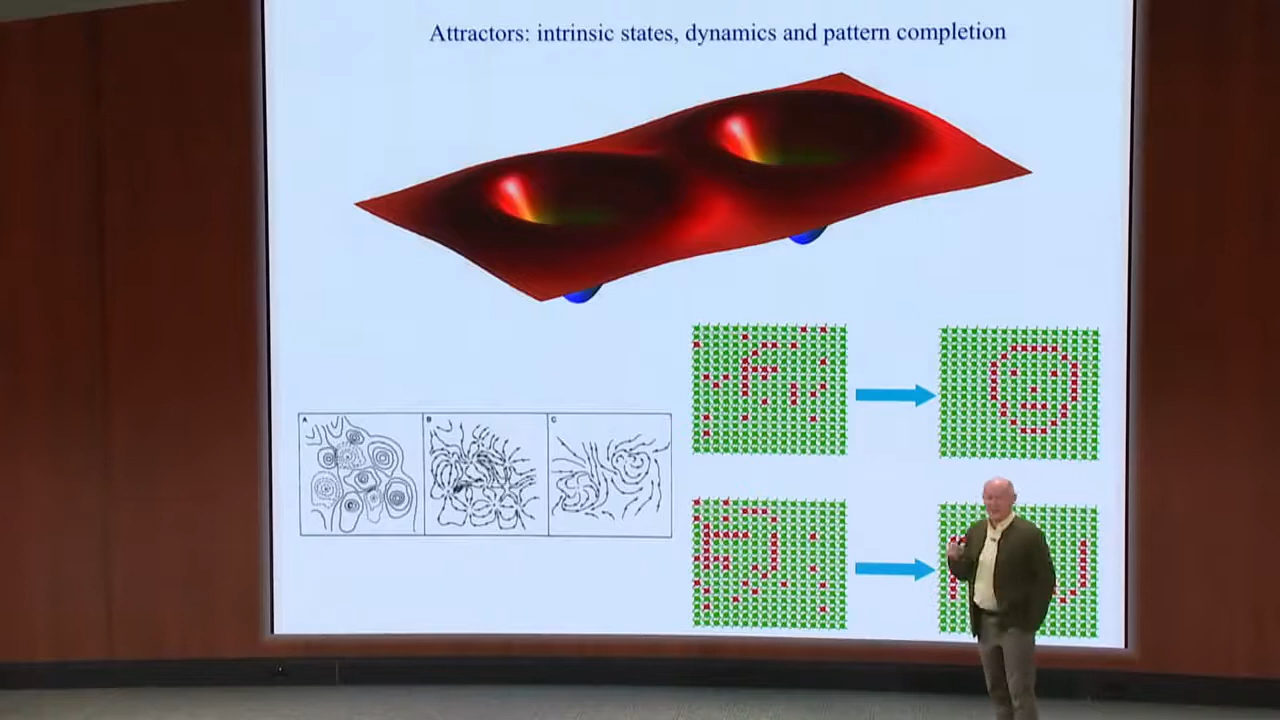 Attractors: intrinsic states, dynamics and pattern completion
A
B
C